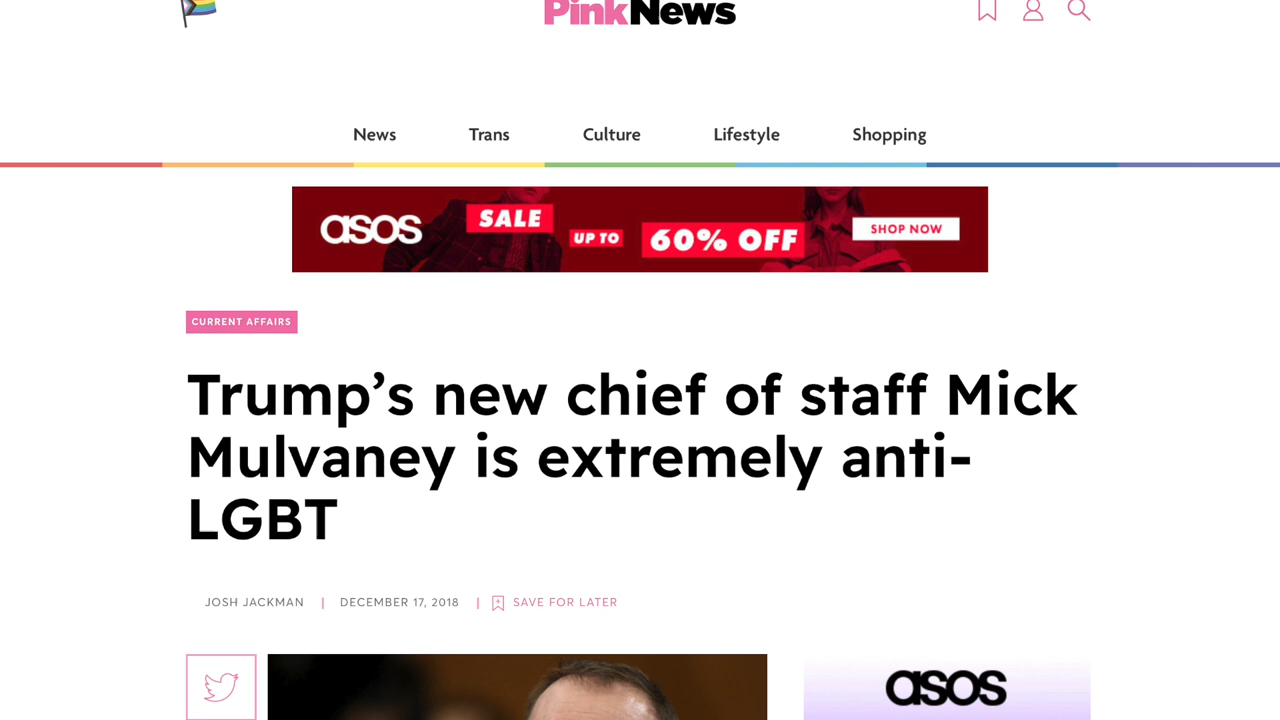 PinkNews
News Trans Culture Lifestyle Shopping
asos SALE UP TO 60% OFF SHOP NOW
CURRENT AFFAIRS
Trump’s new chief of staff Mick
Mulvaney is extremely anti-
LGBT
JOSH JACKMAN | DECEMBER 17, 2018 | SAVE FOR LATER
asos